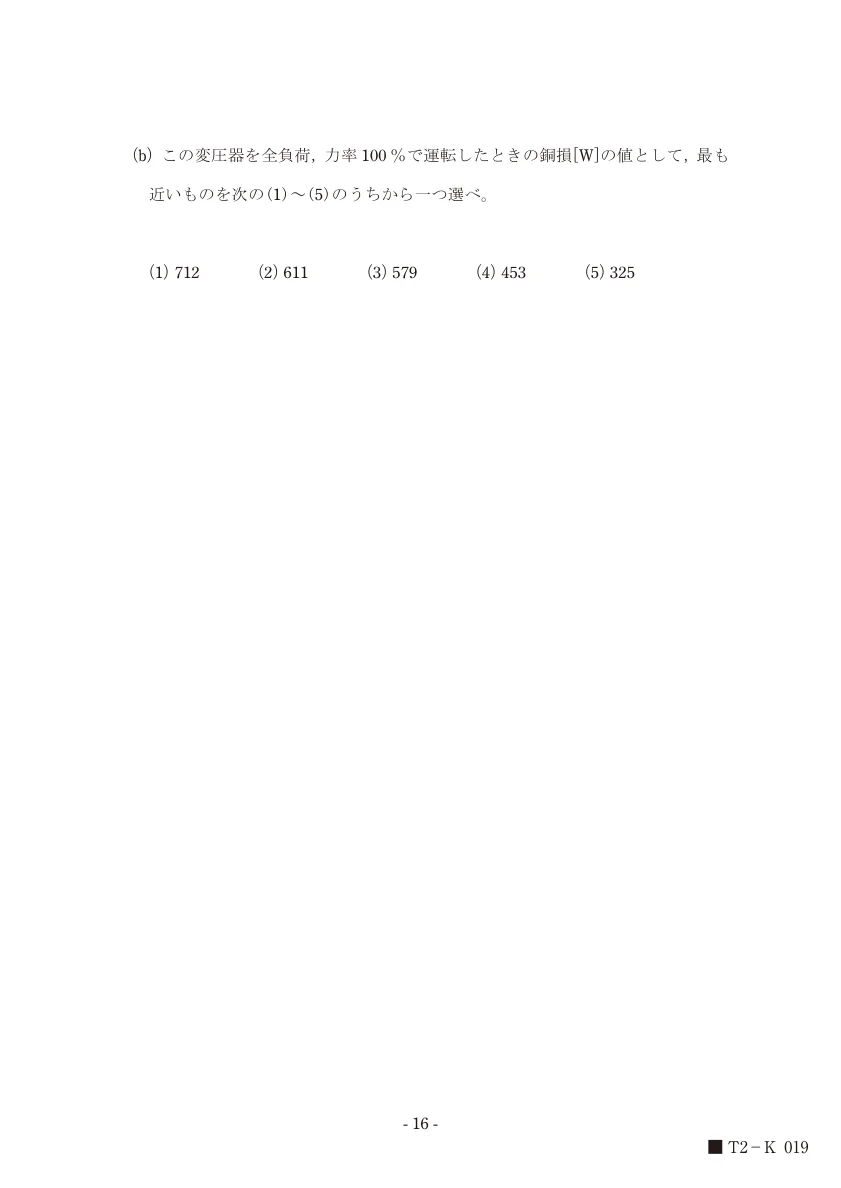 (b) この変圧器を全負荷, 力率 100 %で運転したときの銅損[W]の値として, 最も
近いものを次の(1)～(5)のうちから一つ選べ。
(1) 712 (2) 611 (3) 579 (4) 453 (5) 325
- 16 -
■ T2－K 019